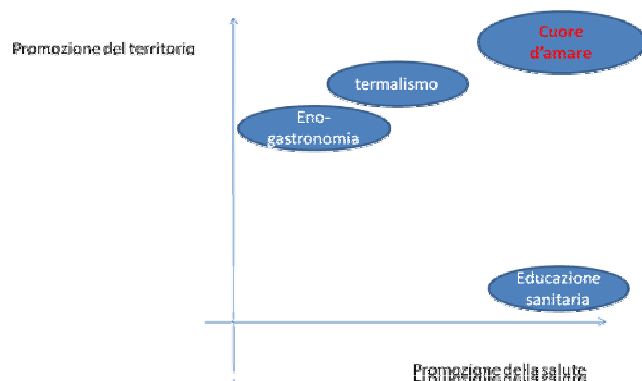 Promozione del territorio
Cuore
d'amare
termalismo
Eno-
gastronomia
Educazione
sanitaria
Promozione della salute